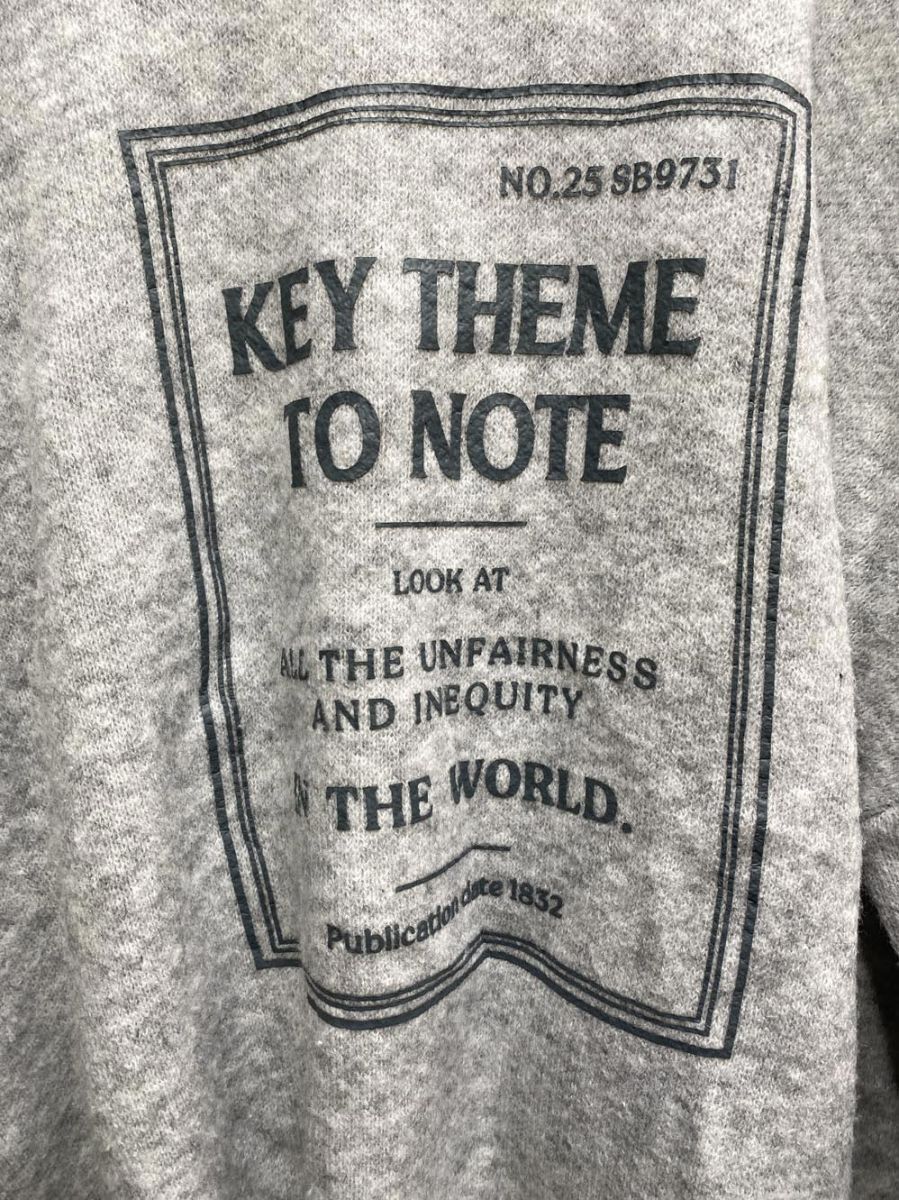 NO.25 SB9731
KEY THEME
TO NOTE
LOOK AT
ALL THE UNFAIRNESS
AND INEQUITY
IN THE WORLD.
Publication date 1832